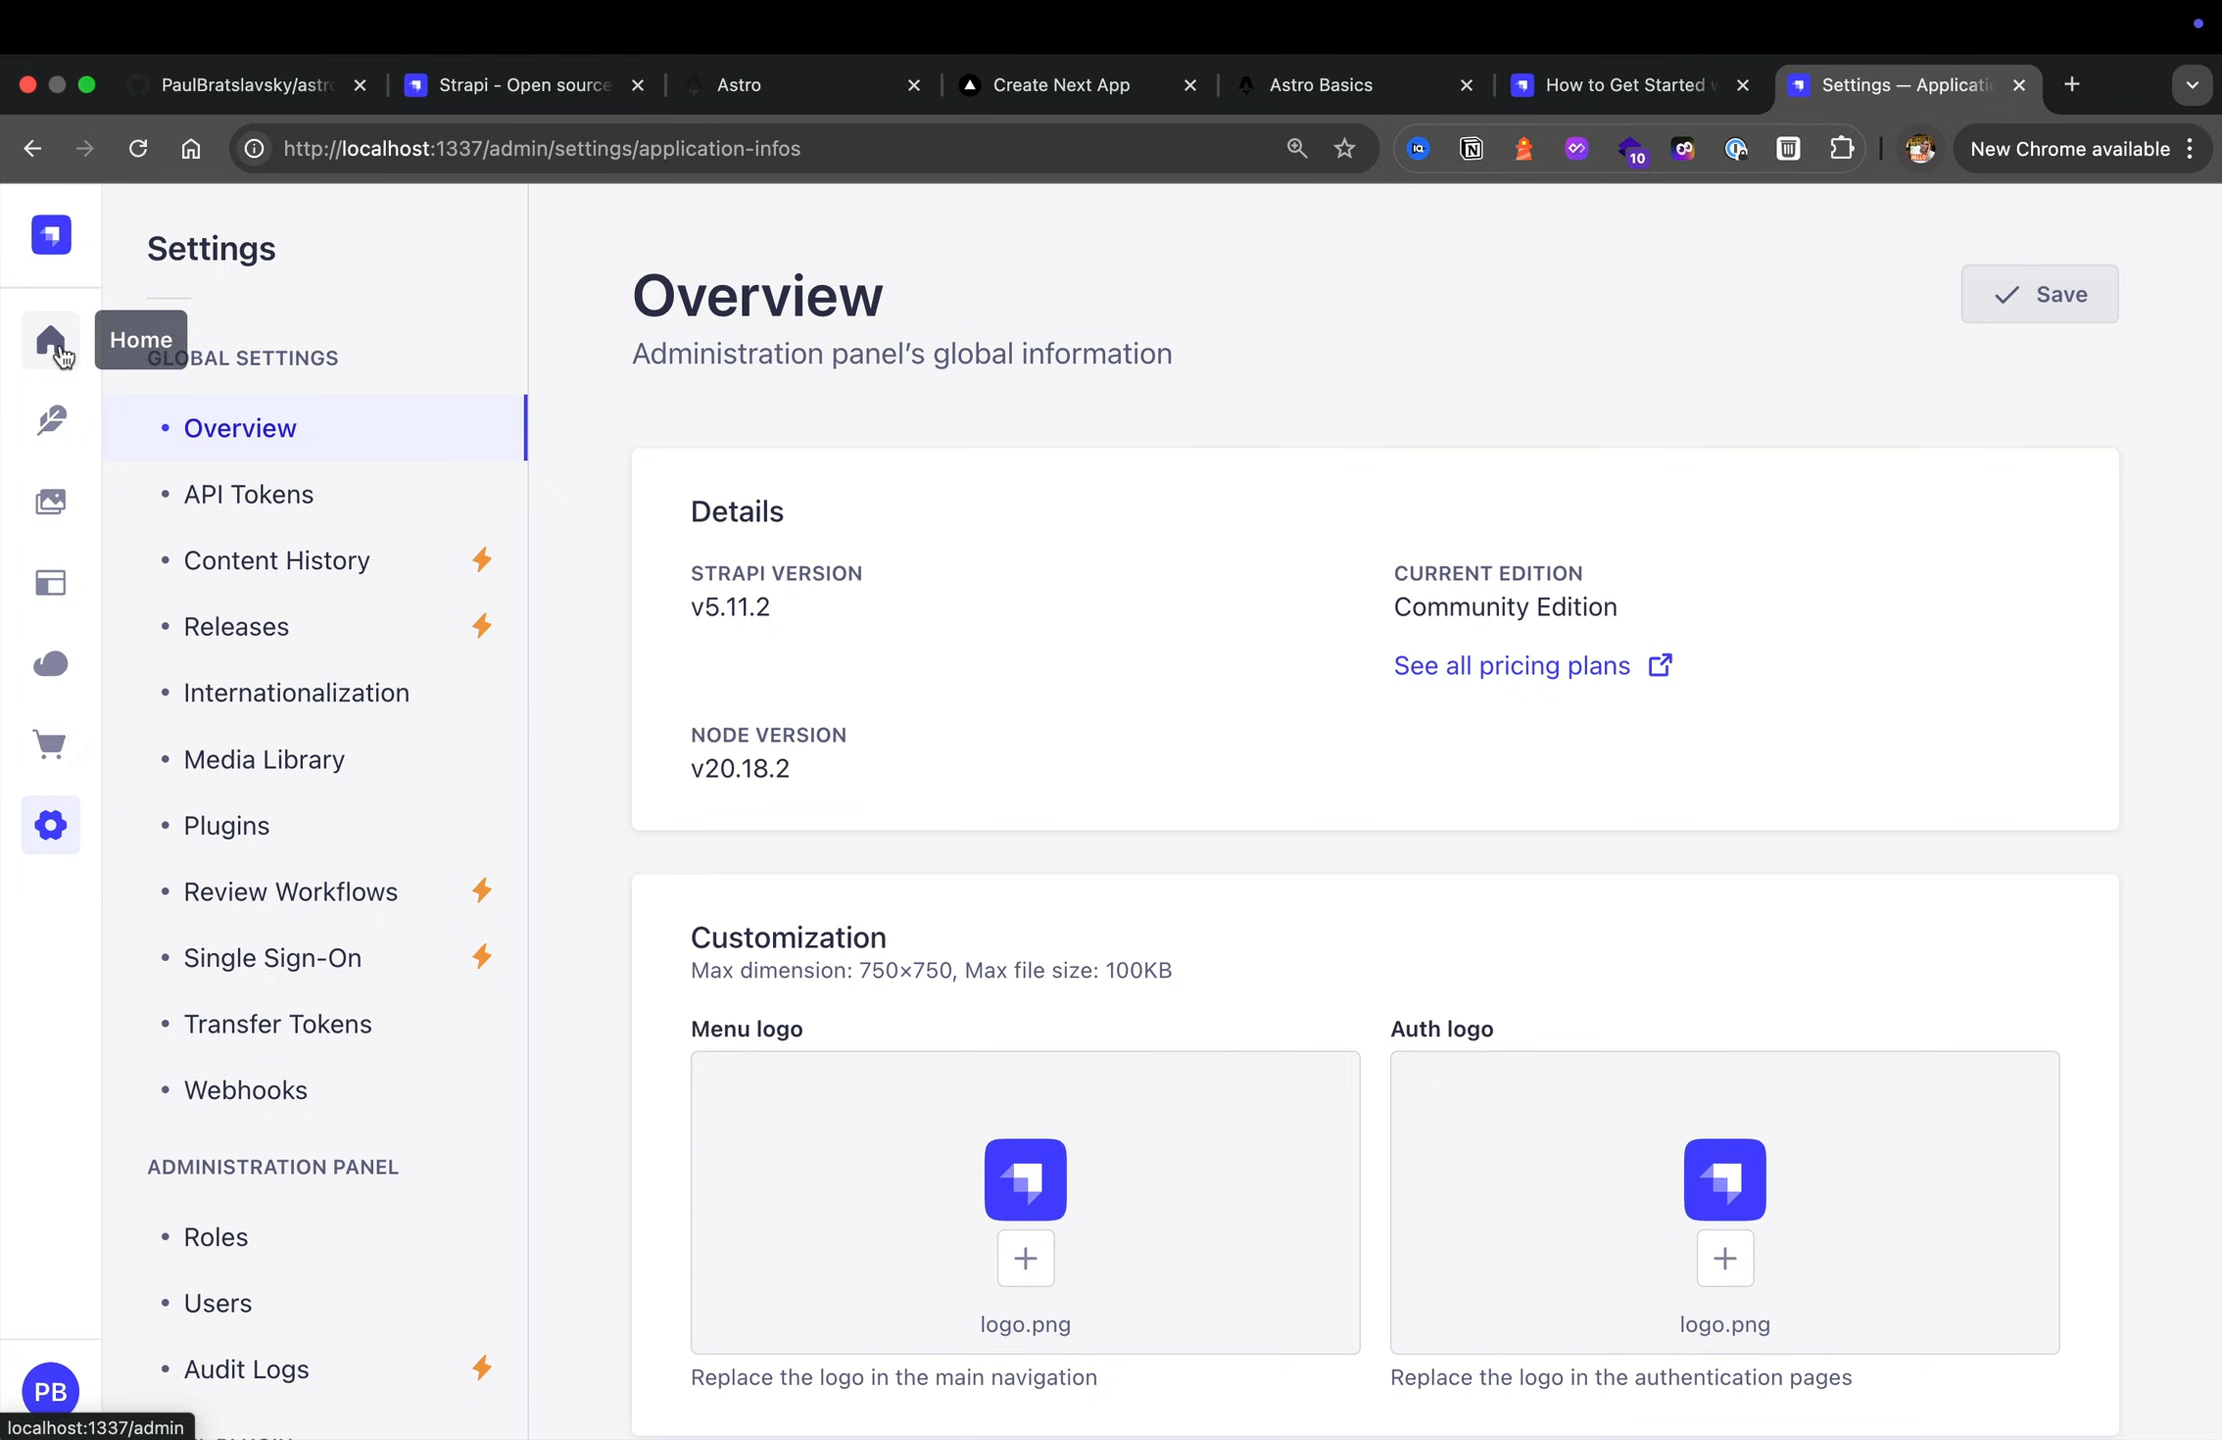 PaulBratslavsky/astro
Strapi - Open source
Astro
Create Next App
Astro Basics
How to Get Started w
Settings — Applicati
http://localhost:1337/admin/settings/application-infos
10
New Chrome available
Settings
Home
GLOBAL SETTINGS
Overview
API Tokens
Content History
Releases
Internationalization
Media Library
Plugins
Review Workflows
Single Sign-On
Transfer Tokens
Webhooks
ADMINISTRATION PANEL
Roles
Users
Audit Logs
PB
localhost:1337/admin
Overview
Save
Administration panel’s global information
Details
STRAPI VERSION
v5.11.2
CURRENT EDITION
Community Edition
See all pricing plans
NODE VERSION
v20.18.2
Customization
Max dimension: 750×750, Max file size: 100KB
Menu logo
Auth logo
logo.png
logo.png
Replace the logo in the main navigation
Replace the logo in the authentication pages